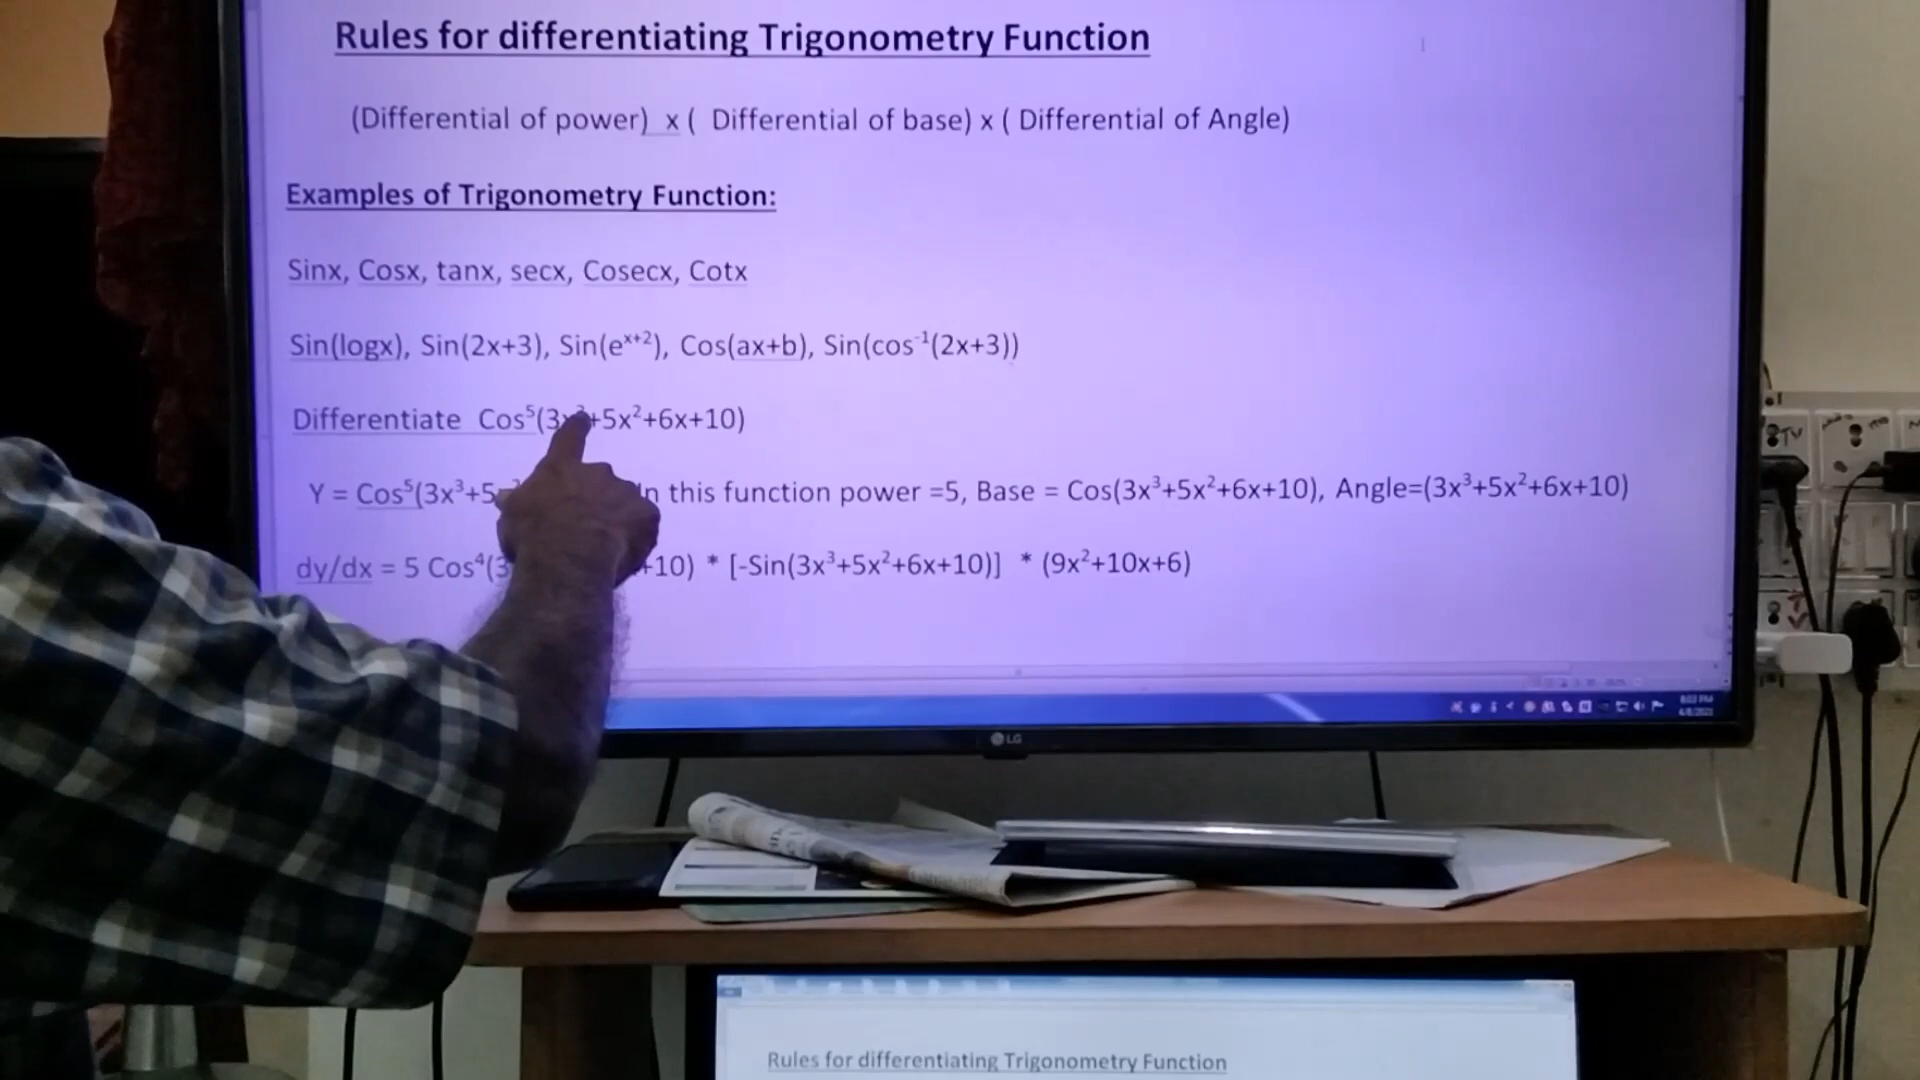 Rules for differentiating Trigonometry Function
(Differential of power) x ( Differential of base) x ( Differential of Angle)
Examples of Trigonometry Function:
Sinx, Cosx, tanx, secx, Cosecx, Cotx
Sin(logx), Sin(2x+3), Sin(eˣ⁺²), Cos(ax+b), Sin(cos⁻¹(2x+3))
Differentiate Cos⁵(3x³+5x²+6x+10)
Y = Cos⁵(3x³+5 In this function power =5, Base = Cos(3x³+5x²+6x+10), Angle=(3x³+5x²+6x+10)
dy/dx = 5 Cos⁴(3 +10) * [-Sin(3x³+5x²+6x+10)] * (9x²+10x+6)
LG
TV
Rules for differentiating Trigonometry Function